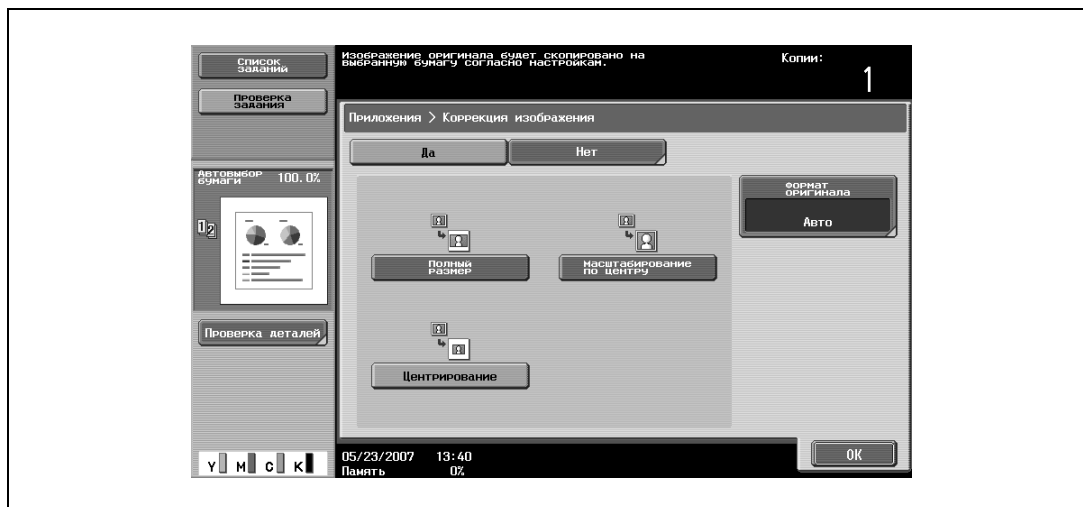 Список
заданий
Проверка
задания
Изображение оригинала будет скопировано на
выбранную бумагу согласно настройкам.
Копии:
1
Приложения > Коррекция изображения
Да
Нет
Автовыбор
бумаги 100.0%
1 2
Формат
оригинала
Авто
Полный
размер
Масштабирование
по центру
Проверка деталей
Центрирование
Y M C K
05/23/2007 13:40
Память 0%
OK